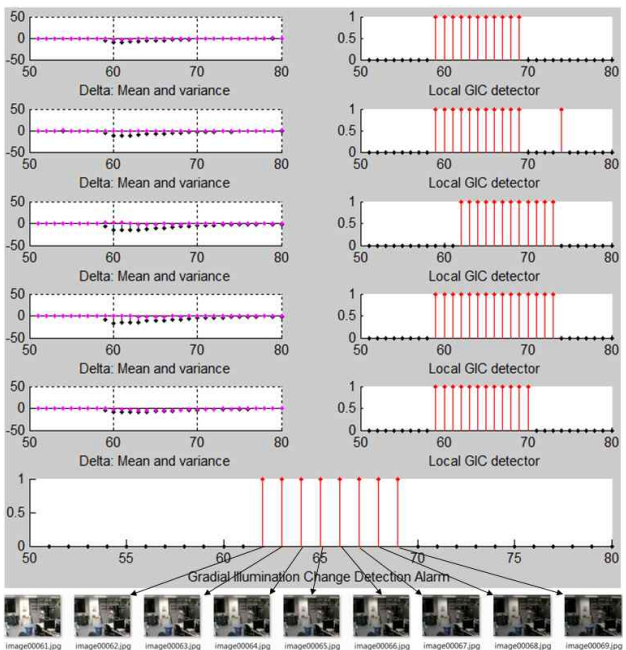 50
0
-50
50 60 70 80
Delta: Mean and variance
1
0.5
0
50 60 70 80
Local GIC detector
50
0
-50
50 60 70 80
Delta: Mean and variance
1
0.5
0
50 60 70 80
Local GIC detector
50
0
-50
50 60 70 80
Delta: Mean and variance
1
0.5
0
50 60 70 80
Local GIC detector
50
0
-50
50 60 70 80
Delta: Mean and variance
1
0.5
0
50 60 70 80
Local GIC detector
50
0
-50
50 60 70 80
Delta: Mean and variance
1
0.5
0
50 60 70 80
Local GIC detector
1
0.5
0
50 55 60 65 70 75 80
Gradial Illumination Change Detection Alarm
image00061.jpg image00062.jpg image00063.jpg image00064.jpg image00065.jpg image00066.jpg image00067.jpg image00068.jpg image00069.jpg